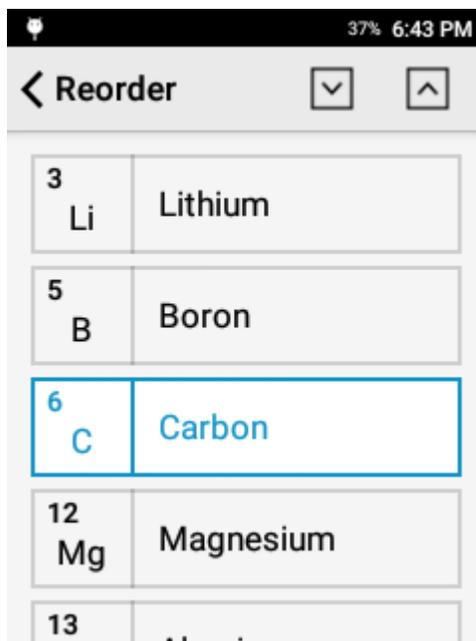 37% 6:43 PM
Reorder
3
Li Lithium
5
B Boron
6
C Carbon
12
Mg Magnesium
13